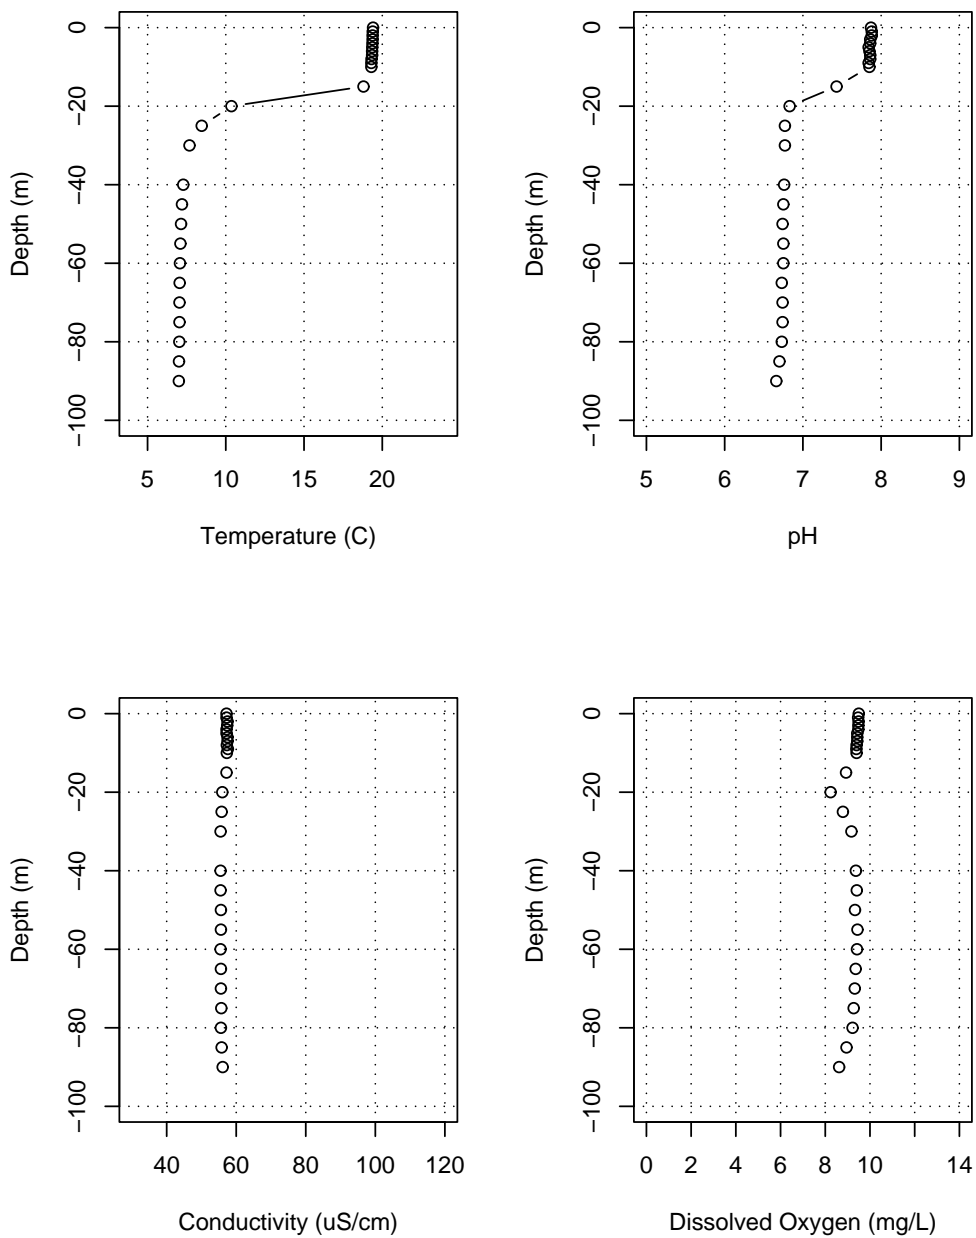 0
−20
−40
−60
−80
−100
Depth (m)
5 10 15 20
Temperature (C)
0
−20
−40
−60
−80
−100
Depth (m)
5 6 7 8 9
pH
0
−20
−40
−60
−80
−100
Depth (m)
40 60 80 100 120
Conductivity (uS/cm)
0
−20
−40
−60
−80
−100
Depth (m)
0 2 4 6 8 10 14
Dissolved Oxygen (mg/L)